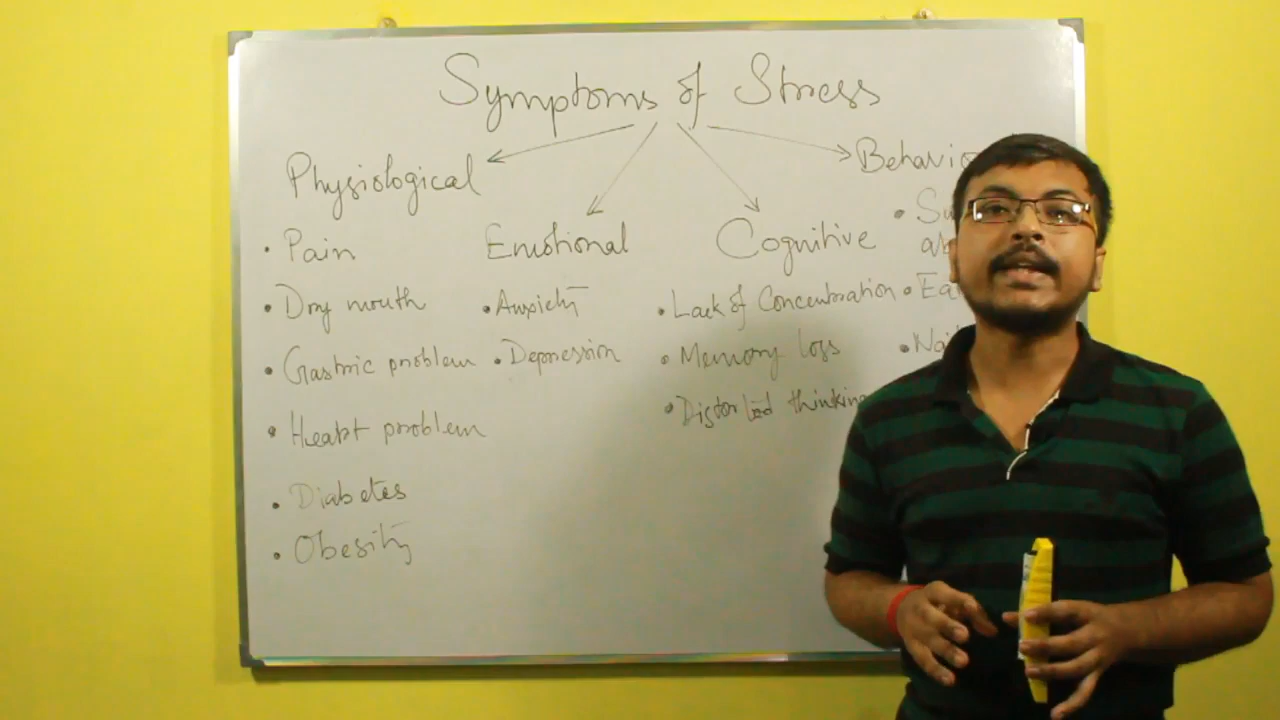 Symptoms of Stress
Physiological
• Pain
• Dry mouth
• Gastric problem
• Heart problem
• Diabetes
• Obesity
Emotional
• Anxiety
• Depression
Cognitive
• Lack of Concentration
• Memory loss
• Distorted thinking
Behavio
•
•
•